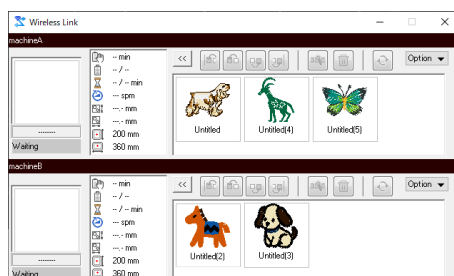 Wireless Link
machineA
-- min
-- / --
-- / -- min
-- spm
---.- mm
---.- mm
200 mm
360 mm
--------
Waiting
<<
Option
Untitled
Untitled(4)
Untitled(5)
machineB
-- min
-- / --
-- / -- min
-- spm
---.- mm
---.- mm
200 mm
360 mm
--------
Waiting
<<
Option
Untitled(2)
Untitled(3)